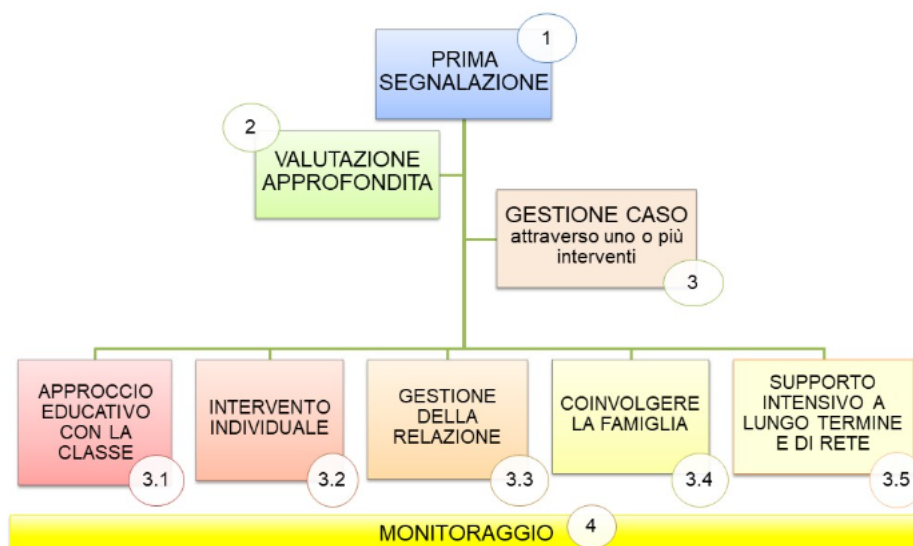 1
PRIMA
SEGNALAZIONE
2
VALUTAZIONE
APPROFONDITA
GESTIONE CASO
attraverso uno o più
interventi
3
APPROCCIO
EDUCATIVO
CON LA
CLASSE
3.1
INTERVENTO
INDIVIDUALE
3.2
GESTIONE
DELLA
RELAZIONE
3.3
COINVOLGERE
LA FAMIGLIA
3.4
SUPPORTO
INTENSIVO A
LUNGO TERMINE
E DI RETE
3.5
MONITORAGGIO 4